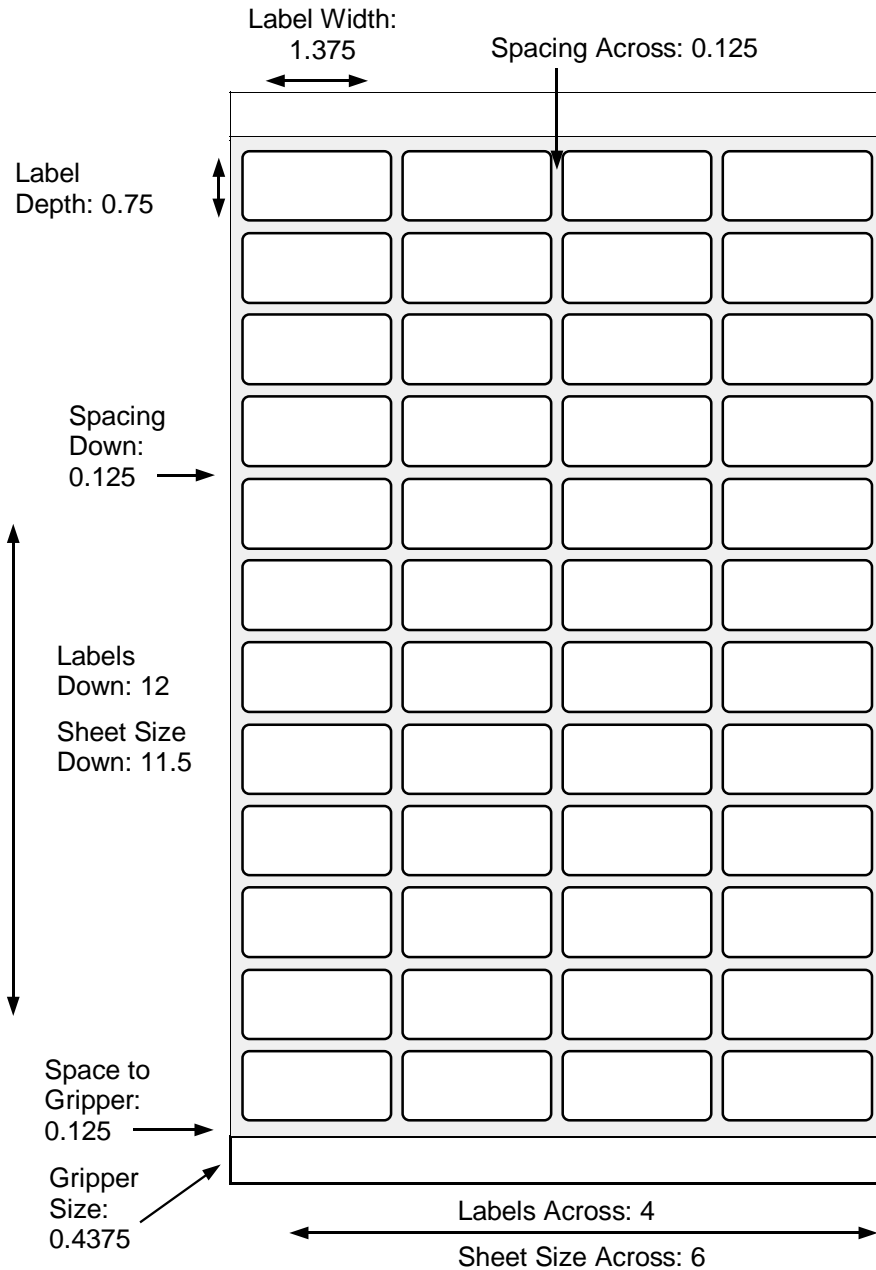 Label Width:
1.375
Spacing Across: 0.125
Label
Depth: 0.75
Spacing
Down:
0.125
Labels
Down: 12
Sheet Size
Down: 11.5
Space to
Gripper:
0.125
Gripper
Size:
0.4375
Labels Across: 4
Sheet Size Across: 6